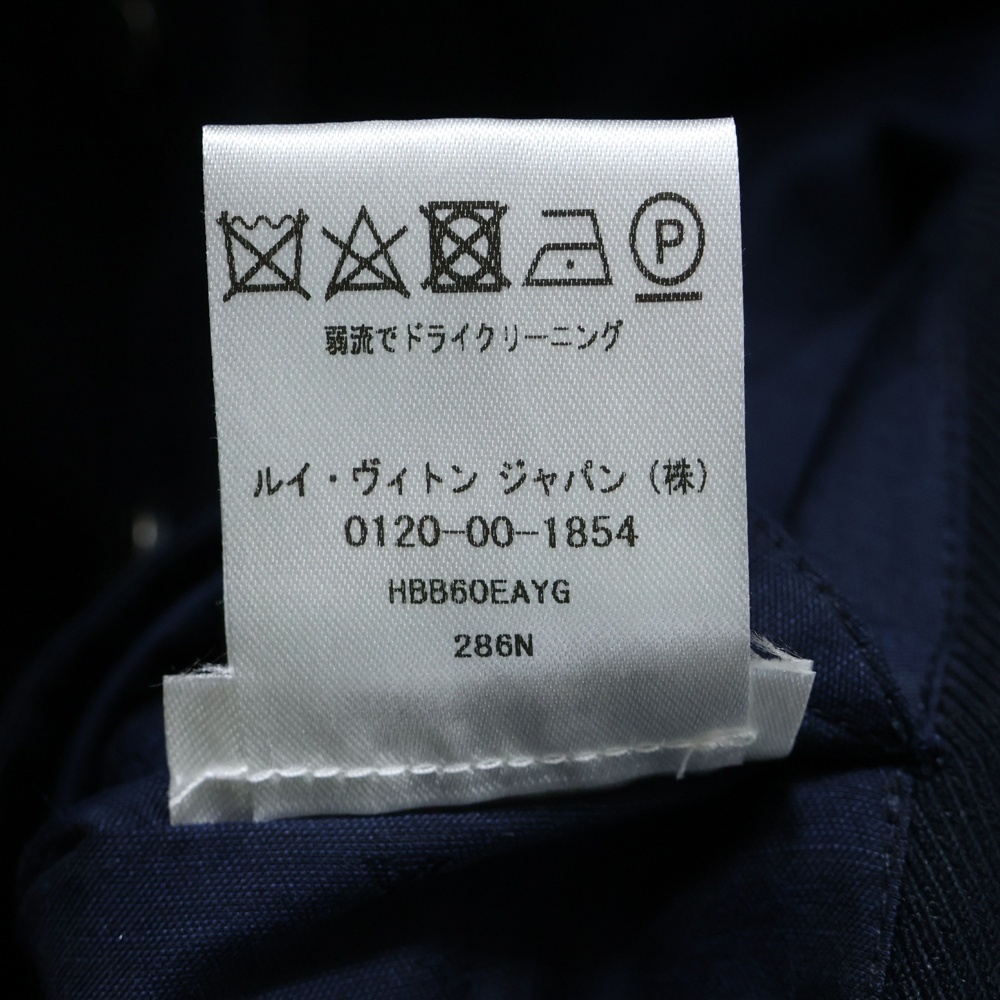 P
弱流でドライクリーニング
ルイ・ヴィトン ジャパン (株)
0120-00-1854
HBB60EAYG
286N